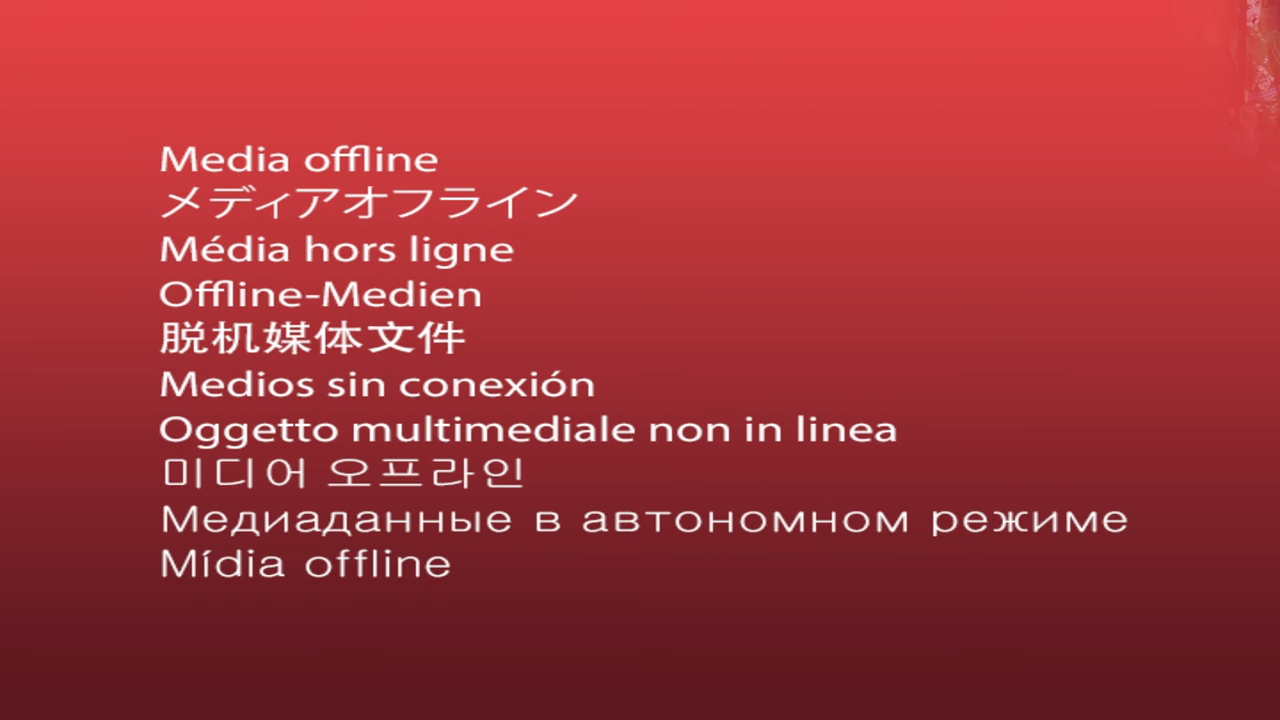 Media offline
メディアオフライン
Média hors ligne
Offline-Medien
脱机媒体文件
Medios sin conexión
Oggetto multimediale non in linea
미디어 오프라인
Медиаданные в автономном режиме
Mídia offline